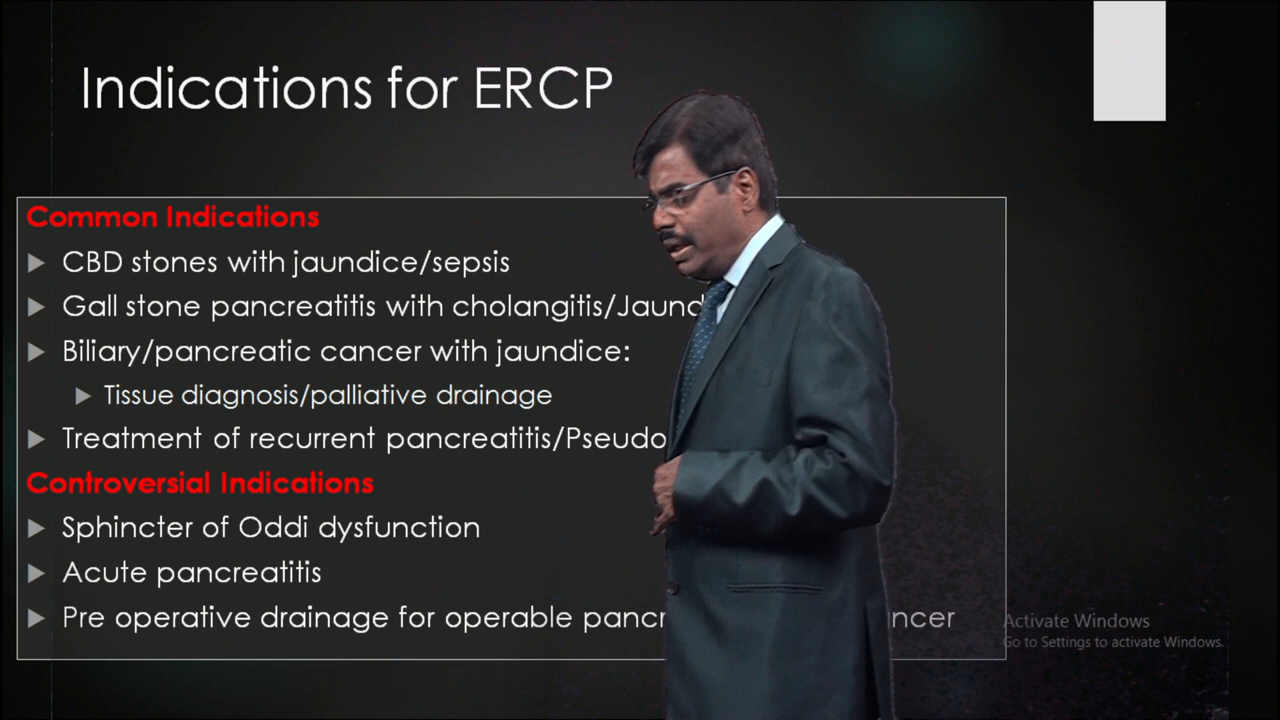 Indications for ERCP
Common Indications
CBD stones with jaundice/sepsis
Gall stone pancreatitis with cholangitis/Jaund
Biliary/pancreatic cancer with jaundice:
Tissue diagnosis/palliative drainage
Treatment of recurrent pancreatitis/Pseudo
Controversial Indications
Sphincter of Oddi dysfunction
Acute pancreatitis
Pre operative drainage for operable pancr ncer
Activate Windows
Go to Settings to activate Windows.